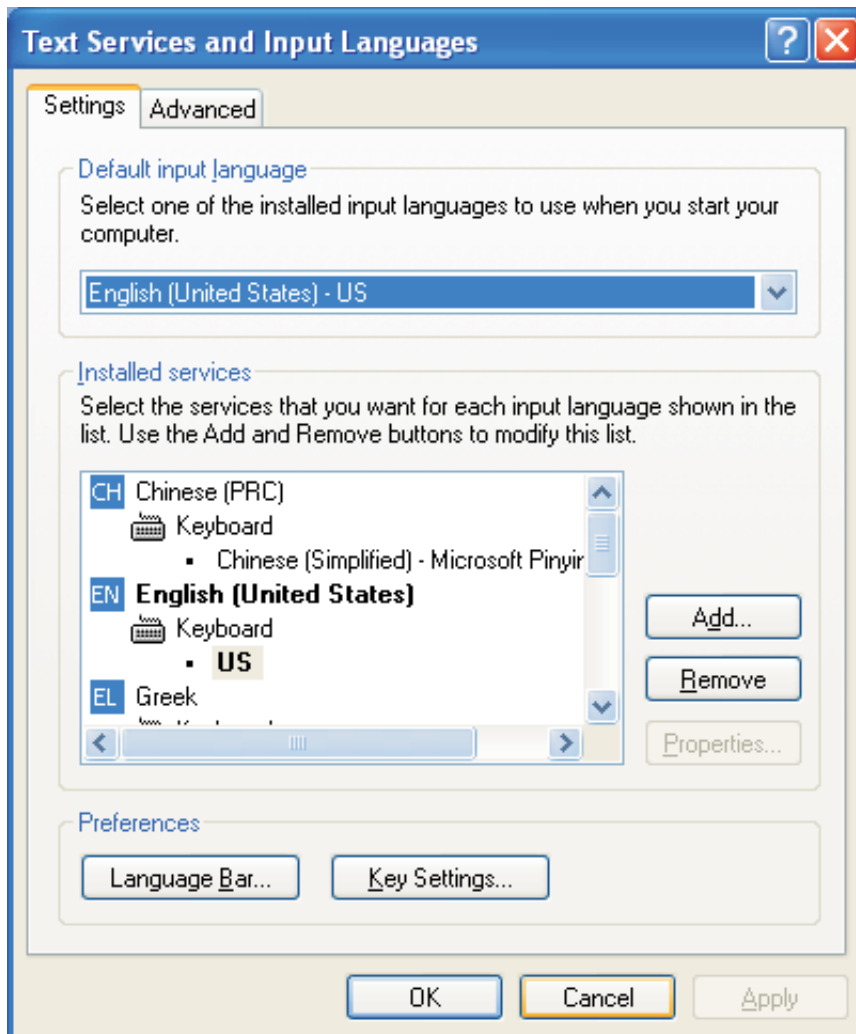 Text Services and Input Languages
Settings
Advanced
Default input language
Select one of the installed input languages to use when you start your
computer.
English (United States) - US
Installed services
Select the services that you want for each input language shown in the
list. Use the Add and Remove buttons to modify this list.
CH Chinese (PRC)
Keyboard
▪ Chinese (Simplified) - Microsoft Pinyin
EN English (United States)
Keyboard
▪ US
EL Greek
Add...
Remove
Properties...
Preferences
Language Bar...
Key Settings...
OK
Cancel
Apply